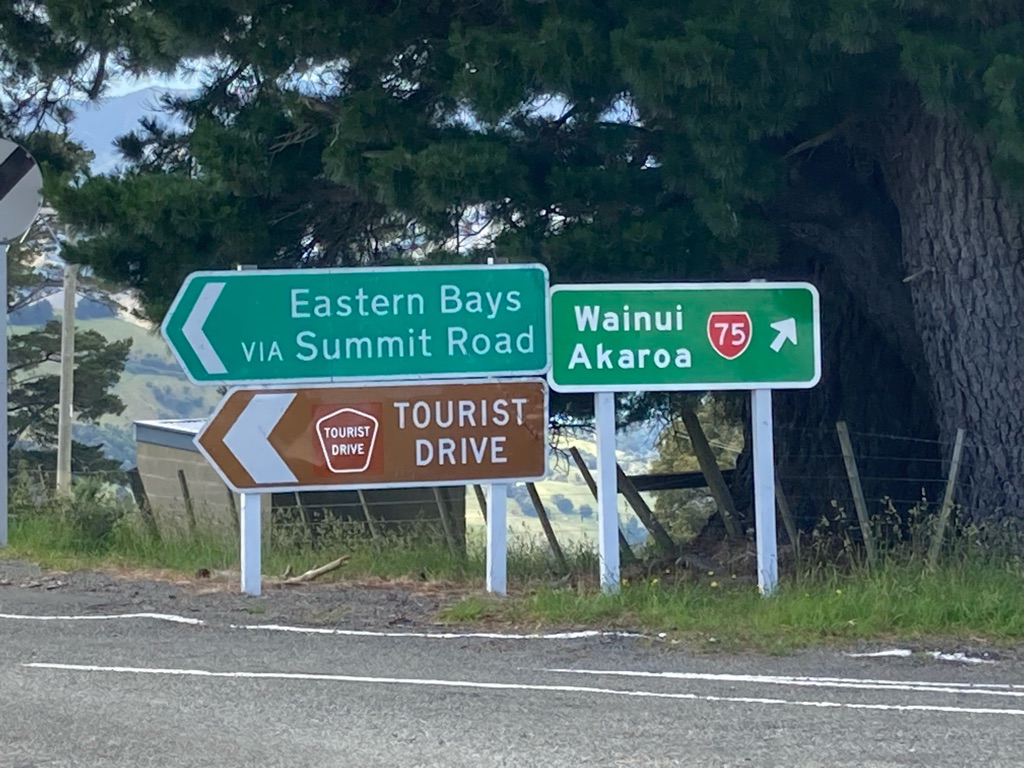 Eastern Bays
VIA Summit Road
TOURIST
DRIVE
TOURIST
DRIVE
Wainui
Akaroa
75